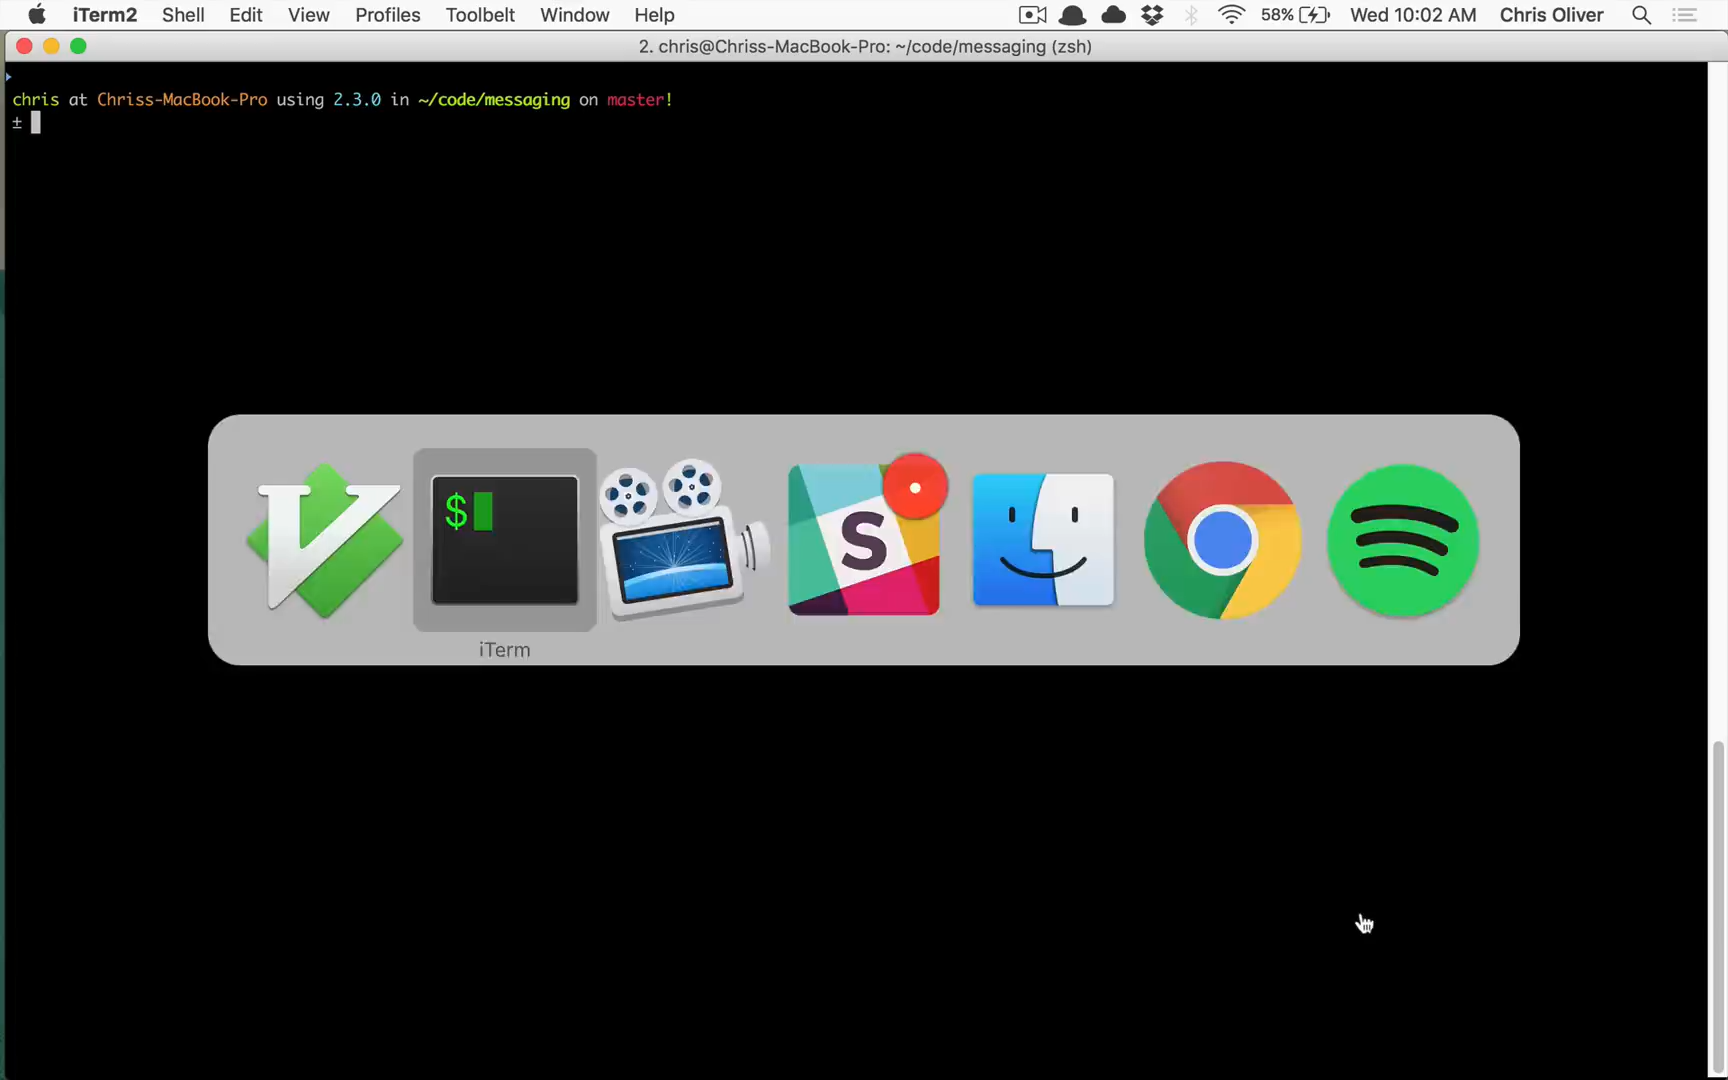 iTerm2 Shell Edit View Profiles Toolbelt Window Help 58% Wed 10:02 AM Chris Oliver
2. chris@Chriss-MacBook-Pro: ~/code/messaging (zsh)
chris at Chriss-MacBook-Pro using 2.3.0 in ~/code/messaging on master!
±
$
S
iTerm